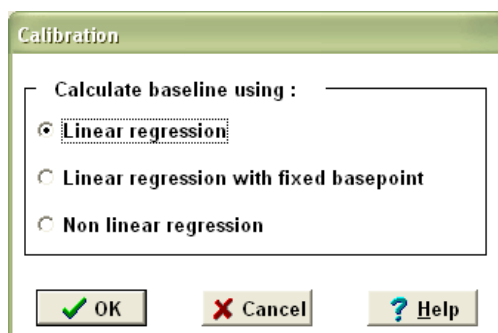 Calibration
Calculate baseline using :
Linear regression
Linear regression with fixed basepoint
Non linear regression
OK Cancel ? Help